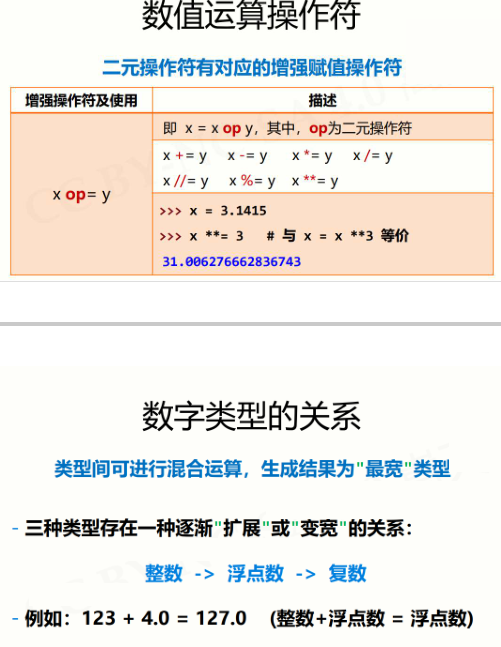 数值运算操作符
二元操作符有对应的增强赋值操作符
增强操作符及使用 描述
x op= y
即 x = x op y，其中，op为二元操作符
x += y x -= y x *= y x /= y
x //= y x %= y x **= y
>>> x = 3.1415
>>> x **= 3 # 与 x = x **3 等价
31.006276662836743
数字类型的关系
类型间可进行混合运算，生成结果为"最宽"类型
- 三种类型存在一种逐渐"扩展"或"变宽"的关系：
整数 -> 浮点数 -> 复数
- 例如：123 + 4.0 = 127.0 (整数+浮点数 = 浮点数)